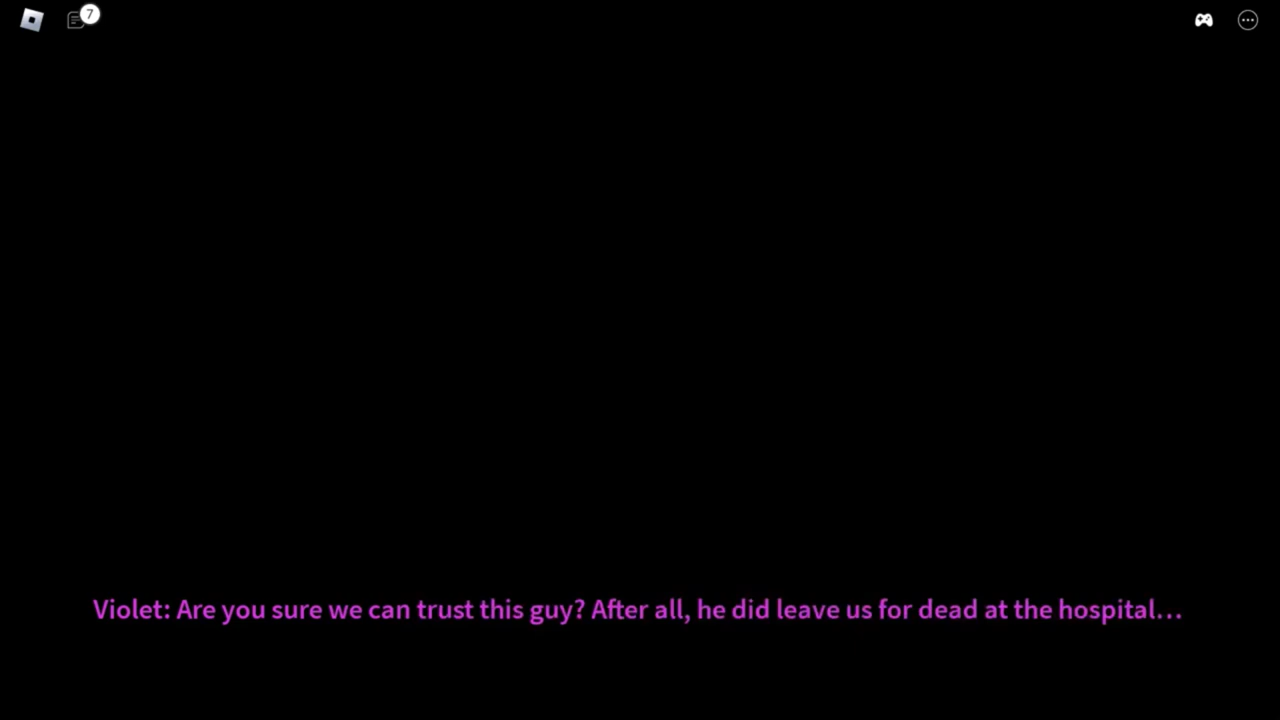 7
Violet: Are you sure we can trust this guy? After all, he did leave us for dead at the hospital...